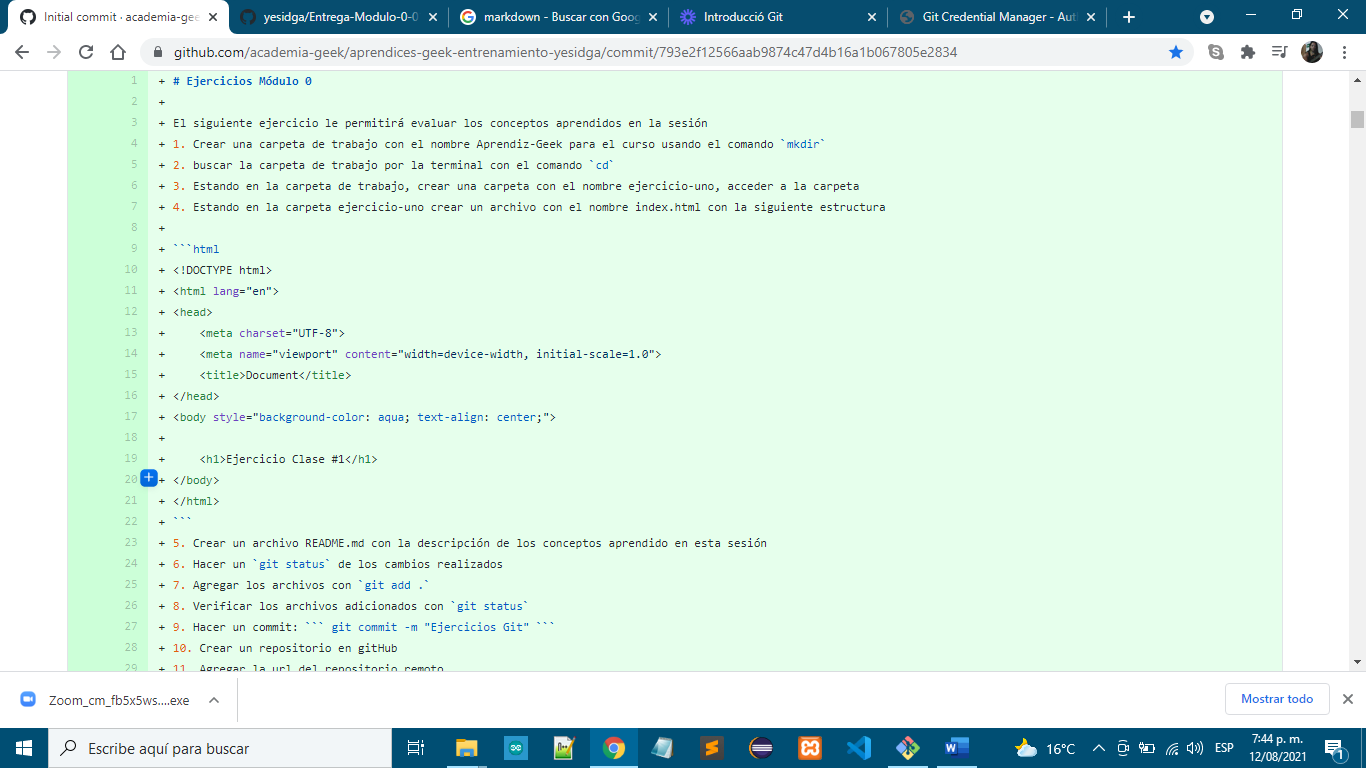 Initial commit · academia-gee
yesidga/Entrega-Modulo-0-0
markdown - Buscar con Goog
Introducció Git
Git Credential Manager - Aut
github.com/academia-geek/aprendices-geek-entrenamiento-yesidga/commit/793e2f12566aab9874c47d4b16a1b067805e2834
1 + # Ejercicios Módulo 0
2 +
3 + El siguiente ejercicio le permitirá evaluar los conceptos aprendidos en la sesión
4 + 1. Crear una carpeta de trabajo con el nombre Aprendiz-Geek para el curso usando el comando `mkdir`
5 + 2. buscar la carpeta de trabajo por la terminal con el comando `cd`
6 + 3. Estando en la carpeta de trabajo, crear una carpeta con el nombre ejercicio-uno, acceder a la carpeta
7 + 4. Estando en la carpeta ejercicio-uno crear un archivo con el nombre index.html con la siguiente estructura
8 +
9 + ```html
10 + <!DOCTYPE html>
11 + <html lang="en">
12 + <head>
13 +     <meta charset="UTF-8">
14 +     <meta name="viewport" content="width=device-width, initial-scale=1.0">
15 +     <title>Document</title>
16 + </head>
17 + <body style="background-color: aqua; text-align: center;">
18 +
19 +     <h1>Ejercicio Clase #1</h1>
20 + </body>
21 + </html>
22 + ```
23 + 5. Crear un archivo README.md con la descripción de los conceptos aprendido en esta sesión
24 + 6. Hacer un `git status` de los cambios realizados
25 + 7. Agregar los archivos con `git add .`
26 + 8. Verificar los archivos adicionados con `git status`
27 + 9. Hacer un commit: ``` git commit -m "Ejercicios Git" ```
28 + 10. Crear un repositorio en gitHub
29 + 11. Agregar la url del repositorio remoto
Zoom_cm_fb5x5ws....exe
Mostrar todo
Escribe aquí para buscar
16°C
ESP
7:44 p. m.
12/08/2021
1